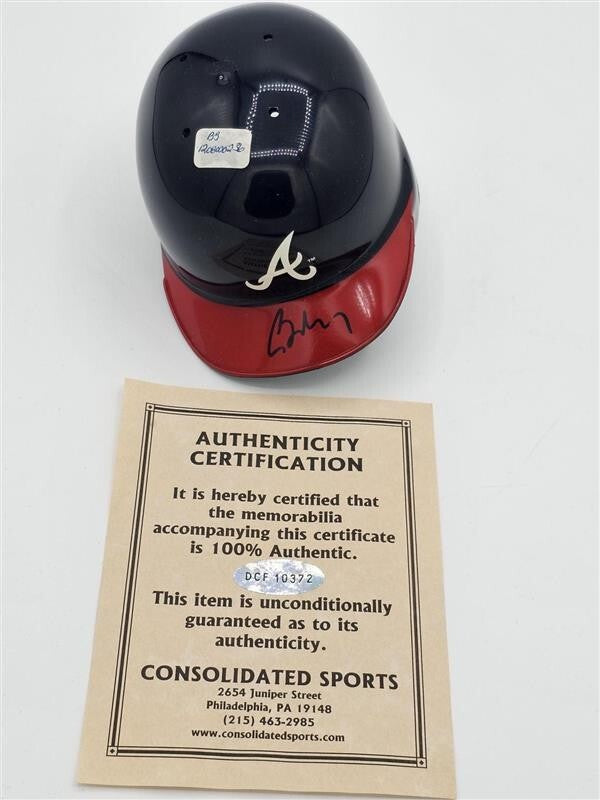 A
AUTHENTICITY
CERTIFICATION
It is hereby certified that
the memorabilia
accompanying this certificate
is 100% Authentic.
DCF 10372
This item is unconditionally
guaranteed as to its
authenticity.
CONSOLIDATED SPORTS
2654 Juniper Street
Philadelphia, PA 19148
(215) 463-2985
www.consolidatedsports.com